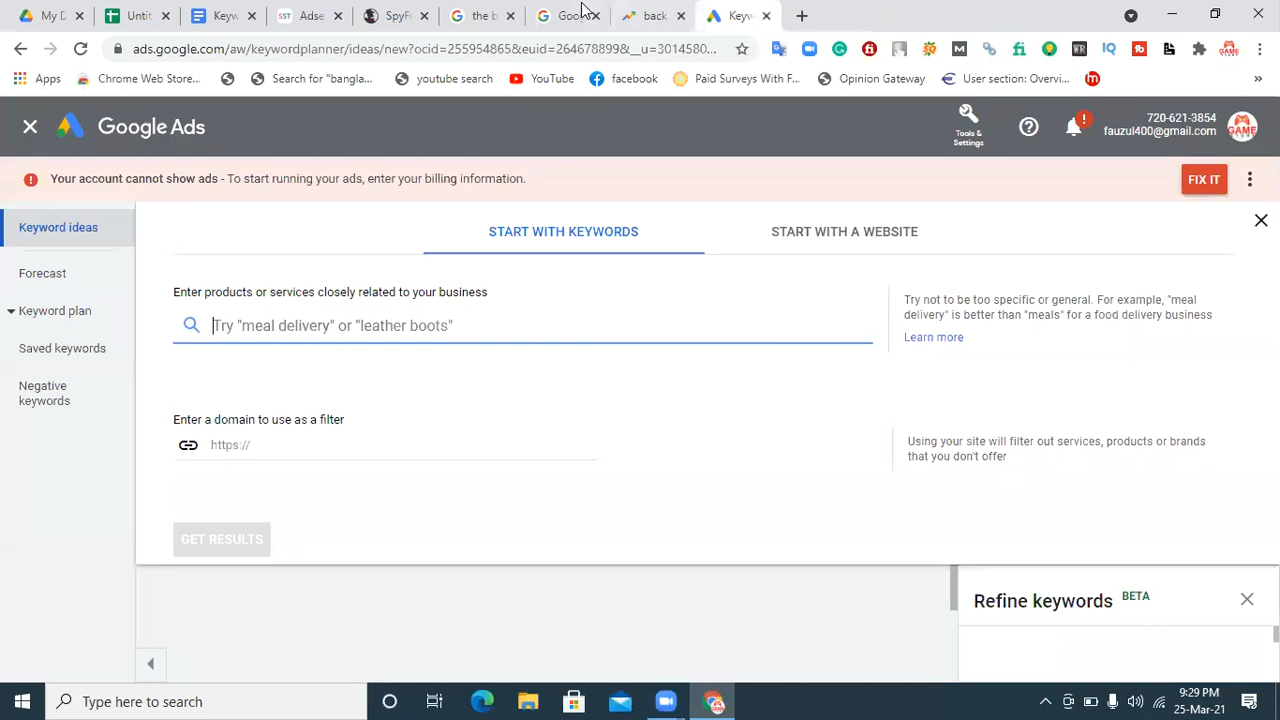 My D
Untit
Keyw
Adse
SpyF
the b
Goo
back
Keyw
ads.google.com/aw/keywordplanner/ideas/new?ocid=255954865&euid=264678899&__u=3014580...
Apps
Chrome Web Store...
Search for "bangla...
youtube search
YouTube
facebook
Paid Surveys With F...
Opinion Gateway
User section: Overvi...
»
Google Ads
Tools &
Settings
720-621-3854
fauzul400@gmail.com
Your account cannot show ads - To start running your ads, enter your billing information.
FIX IT
Keyword ideas
Forecast
Keyword plan
Saved keywords
Negative
keywords
START WITH KEYWORDS
START WITH A WEBSITE
Enter products or services closely related to your business
Try "meal delivery" or "leather boots"
Try not to be too specific or general. For example, "meal
delivery" is better than "meals" for a food delivery business
Learn more
Enter a domain to use as a filter
https://
Using your site will filter out services, products or brands
that you don't offer
GET RESULTS
Refine keywords BETA
Type here to search
9:29 PM
25-Mar-21